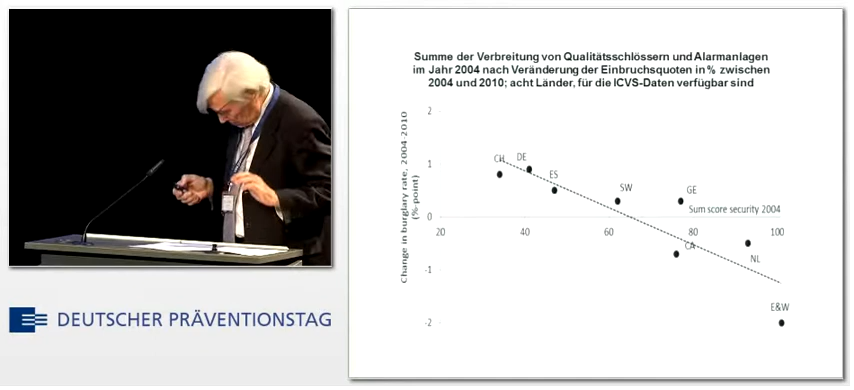 Summe der Verbreitung von Qualitätsschlössern und Alarmanlagen
im Jahr 2004 nach Veränderung der Einbruchsquoten in % zwischen
2004 und 2010; acht Länder, für die ICVS-Daten verfügbar sind
Change in burglary rate, 2004-2010
(%-point)
2
1
0
-1
-2
20
40
60
80
100
CH
DE
ES
SW
GE
Sum score security 2004
CA
NL
E&W
DEUTSCHER PRÄVENTIONSTAG